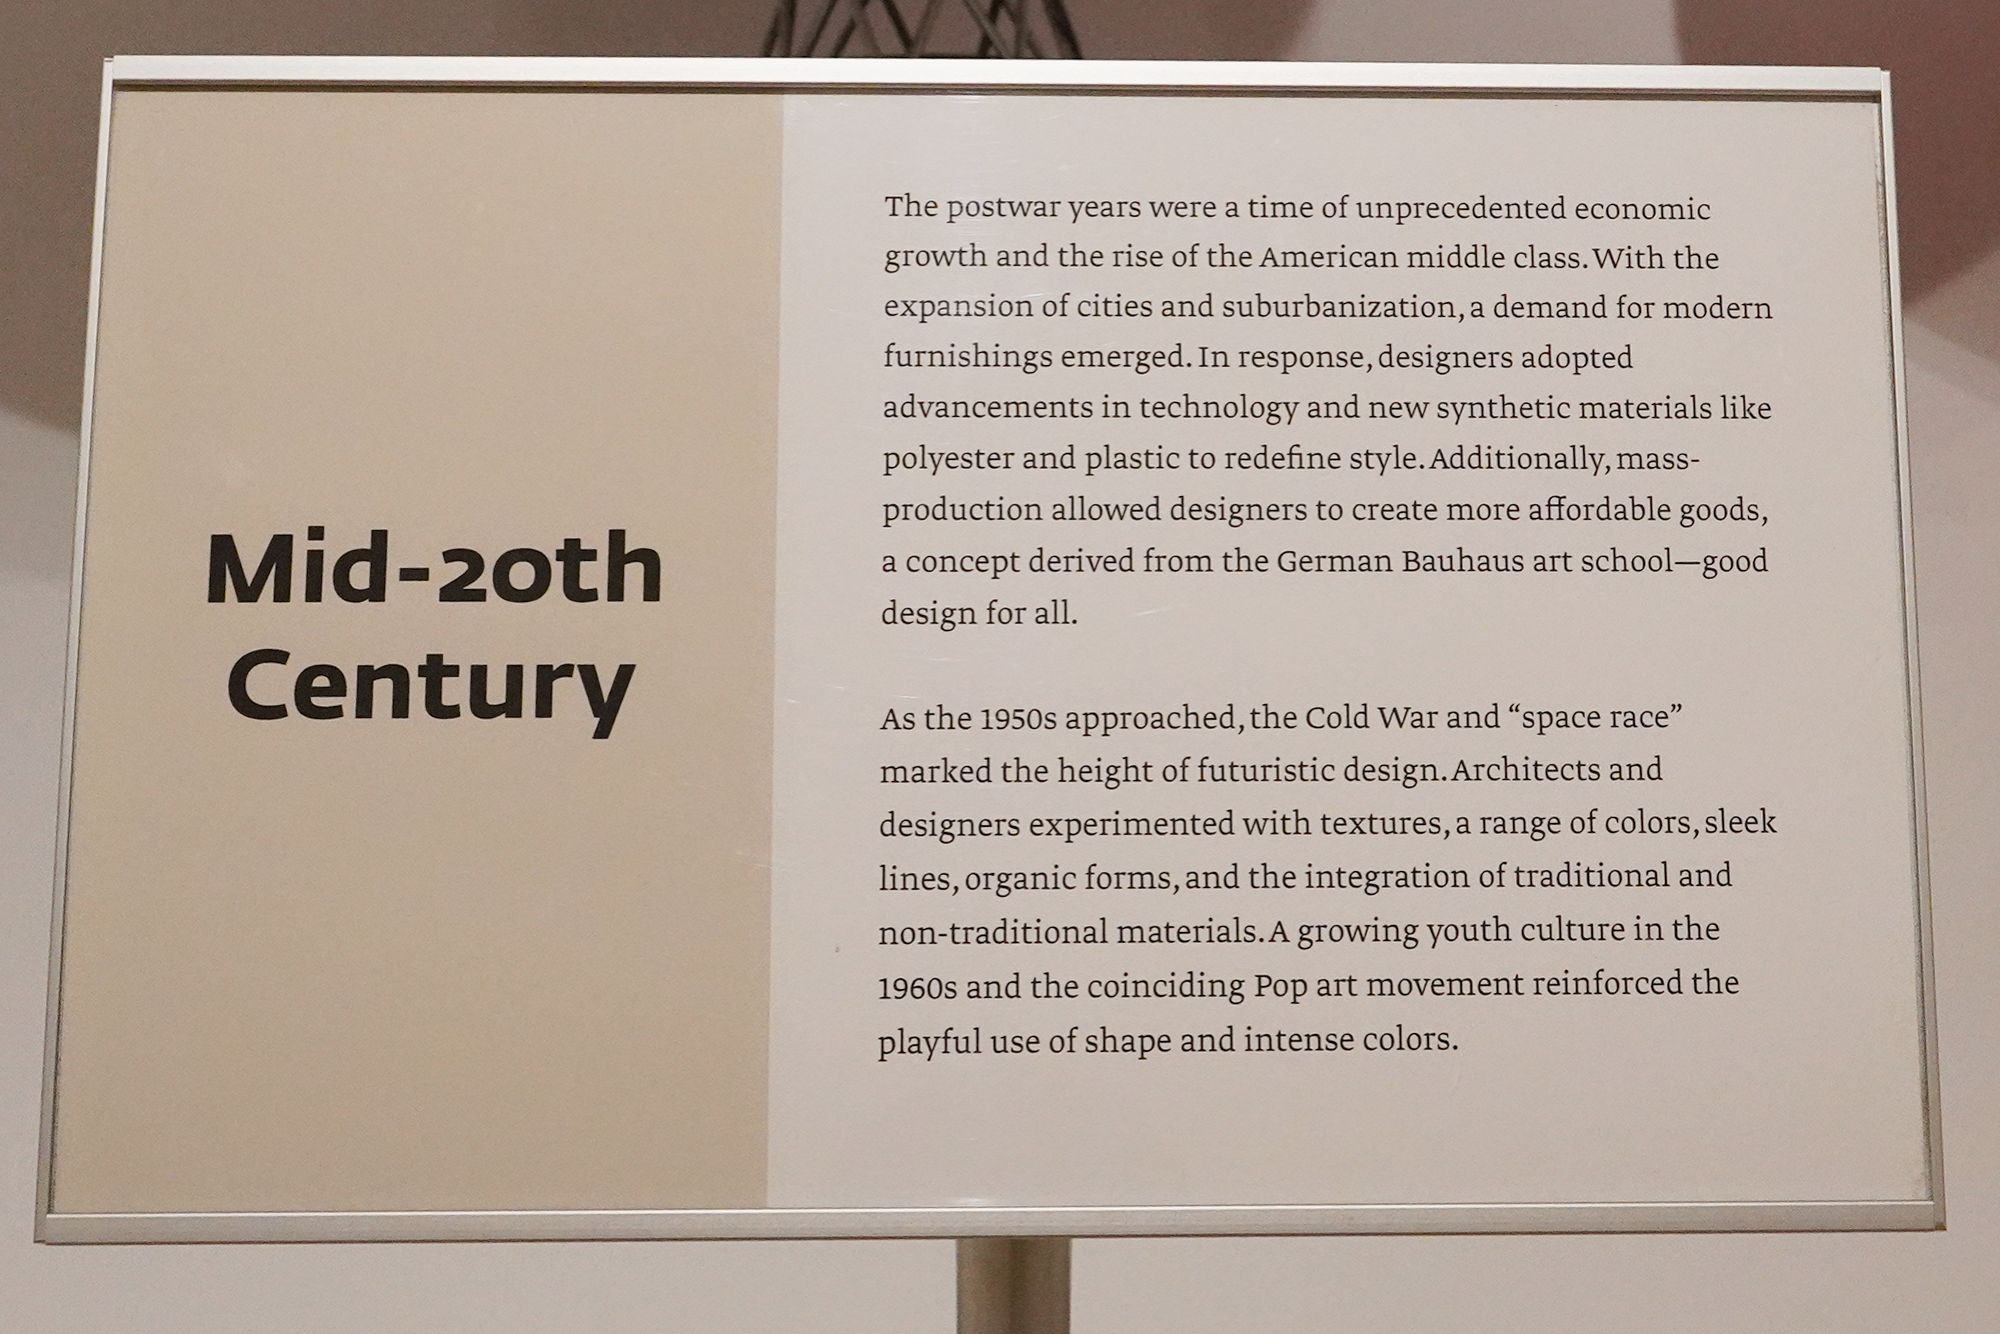 Mid-20th
Century
The postwar years were a time of unprecedented economic
growth and the rise of the American middle class. With the
expansion of cities and suburbanization, a demand for modern
furnishings emerged. In response, designers adopted
advancements in technology and new synthetic materials like
polyester and plastic to redefine style. Additionally, mass-
production allowed designers to create more affordable goods,
a concept derived from the German Bauhaus art school—good
design for all.
As the 1950s approached, the Cold War and “space race”
marked the height of futuristic design. Architects and
designers experimented with textures, a range of colors, sleek
lines, organic forms, and the integration of traditional and
non-traditional materials. A growing youth culture in the
1960s and the coinciding Pop art movement reinforced the
playful use of shape and intense colors.